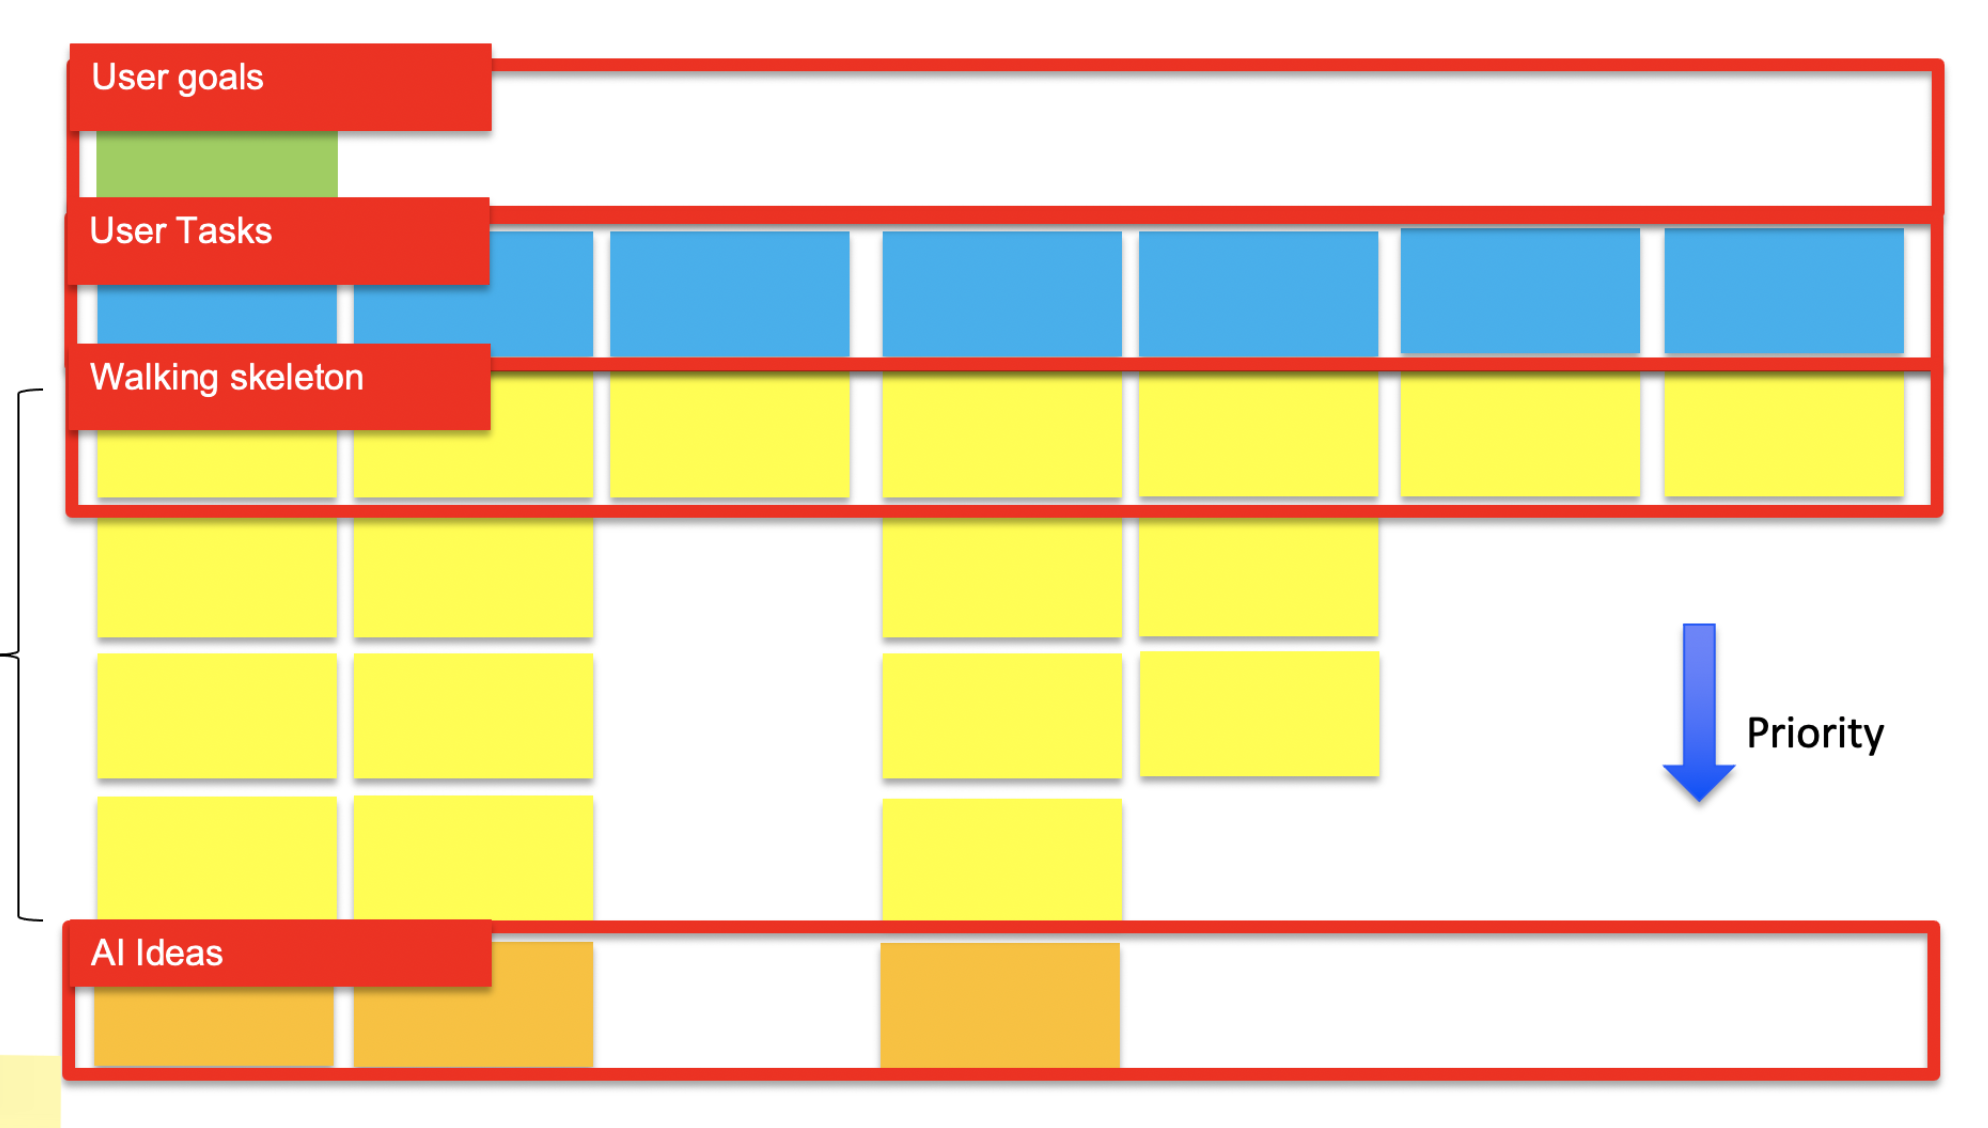 User goals
User Tasks
Walking skeleton
Priority
AI Ideas